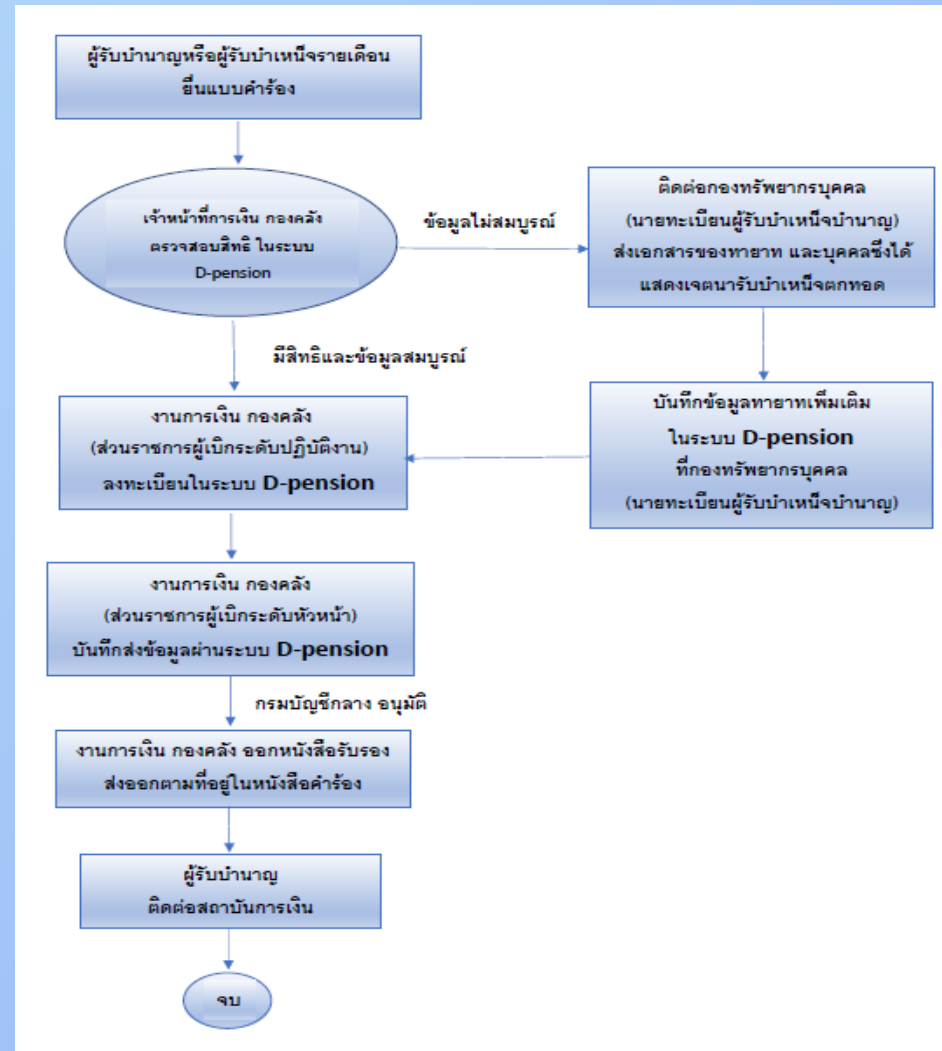 ผู้รับบำนาญหรือผู้รับบำเหน็จรายเดือน
ยื่นแบบคำร้อง
เจ้าหน้าที่การเงิน กองคลัง
ตรวจสอบสิทธิ ในระบบ
D-pension
ข้อมูลไม่สมบูรณ์
ติดต่อกองทรัพยากรบุคคล
(นายทะเบียนผู้รับบำเหน็จบำนาญ)
ส่งเอกสารของทายาท และบุคคลซึ่งได้
แสดงเจตนารับบำเหน็จตกทอด
มีสิทธิและข้อมูลสมบูรณ์
บันทึกข้อมูลทายาทเพิ่มเติม
ในระบบ D-pension
ที่กองทรัพยากรบุคคล
(นายทะเบียนผู้รับบำเหน็จบำนาญ)
งานการเงิน กองคลัง
(ส่วนราชการผู้เบิกระดับปฏิบัติงาน)
ลงทะเบียนในระบบ D-pension
งานการเงิน กองคลัง
(ส่วนราชการผู้เบิกระดับหัวหน้า)
บันทึกส่งข้อมูลผ่านระบบ D-pension
กรมบัญชีกลาง อนุมัติ
งานการเงิน กองคลัง ออกหนังสือรับรอง
ส่งออกตามที่อยู่ในหนังสือคำร้อง
ผู้รับบำนาญ
ติดต่อสถาบันการเงิน
จบ